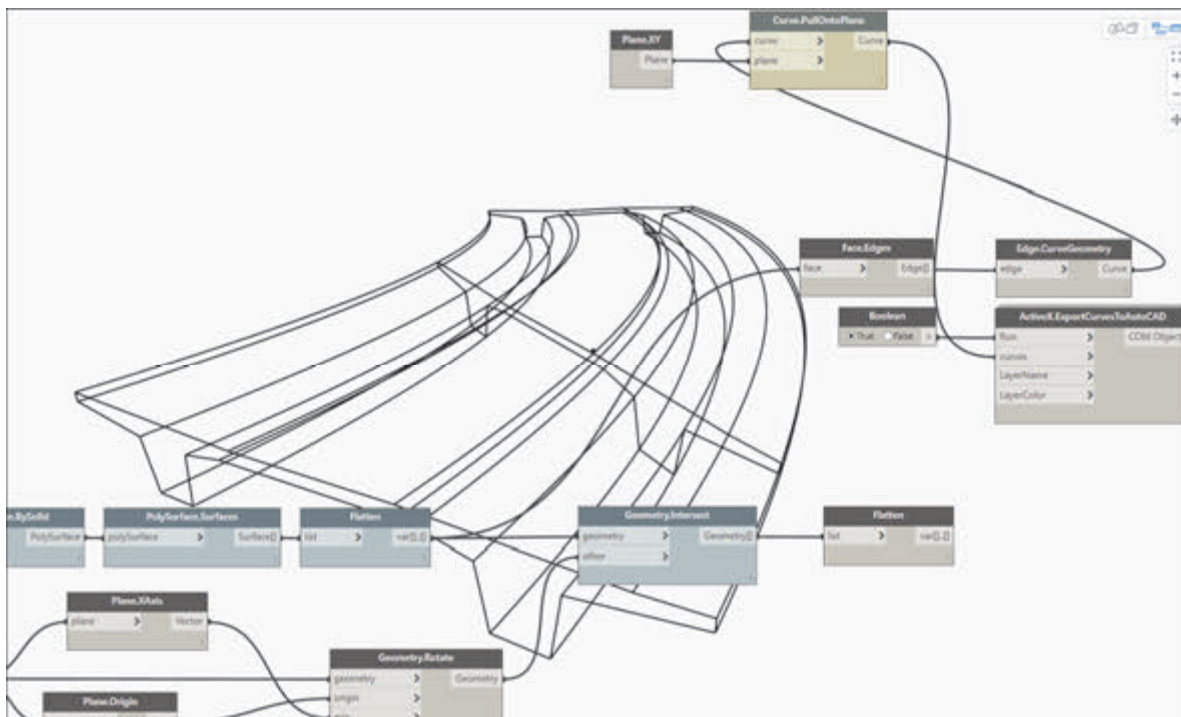 Curve.PullOntoPlane
curve > Curve
plane >
Plane.XY
Plane
Face.Edges
face > Edge[]
Edge.CurveGeometry
edge > Curve
Boolean
True False
ActiveX.ExportCurvesToAutoCAD
Run > COM Object
curves >
LayerName >
LayerColor >
n.BySolid
PolySurface
PolySurface.Surfaces
polySurface > Surface[]
Flatten
list > var[]..[]
Geometry.Intersect
geometry > Geometry[]
other >
Flatten
list > var[]..[]
Plane.XAxis
plane > Vector
Geometry.Rotate
geometry > Geometry
origin >
Plane.Origin